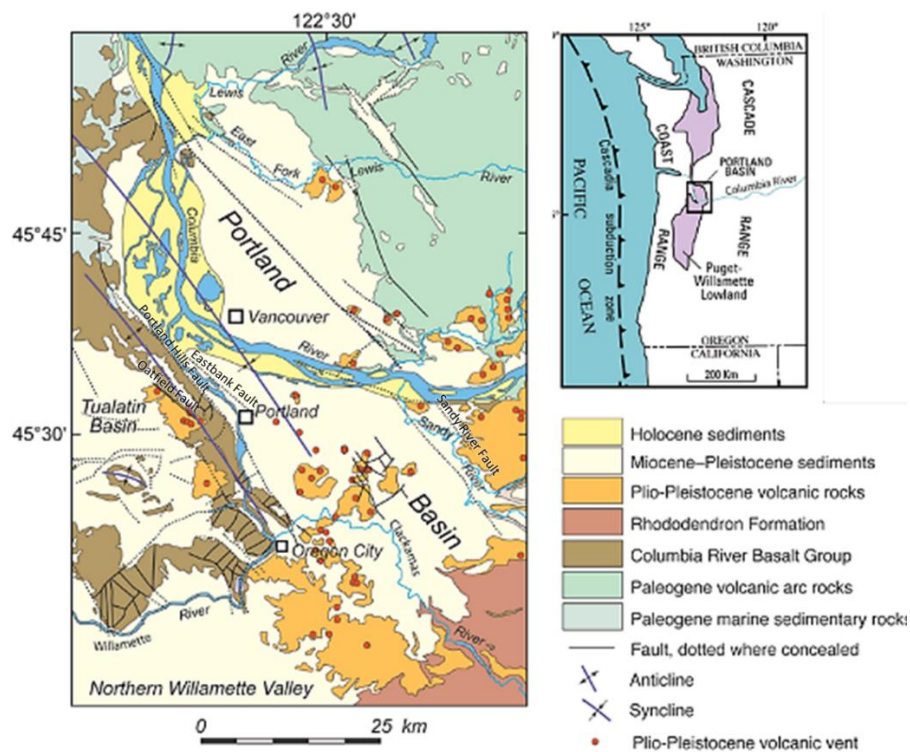 122°30'
River
Lewis
East
Fork
Lewis
River
45°45'
Columbia
Portland
Vancouver
River
Portland Hills Fault
Eastbank Fault
Oatfield Fault
Portland
Sandy River Fault
Sandy
River
Tualatin
Basin
45°30'
Basin
Clackamas
Oregon City
River
Willamette
River
Northern Willamette Valley
0 25 km
125° 120°
BRITISH COLUMBIA
WASHINGTON
CASCADE
COAST
PORTLAND
BASIN
Columbia River
PACIFIC
Cascadia
subduction
zone
RANGE
RANGE
OCEAN
Puget-
Willamette
Lowland
OREGON
CALIFORNIA
200 Km
Holocene sediments
Miocene–Pleistocene sediments
Plio-Pleistocene volcanic rocks
Rhododendron Formation
Columbia River Basalt Group
Paleogene volcanic arc rocks
Paleogene marine sedimentary rocks
Fault, dotted where concealed
Anticline
Syncline
Plio-Pleistocene volcanic vent